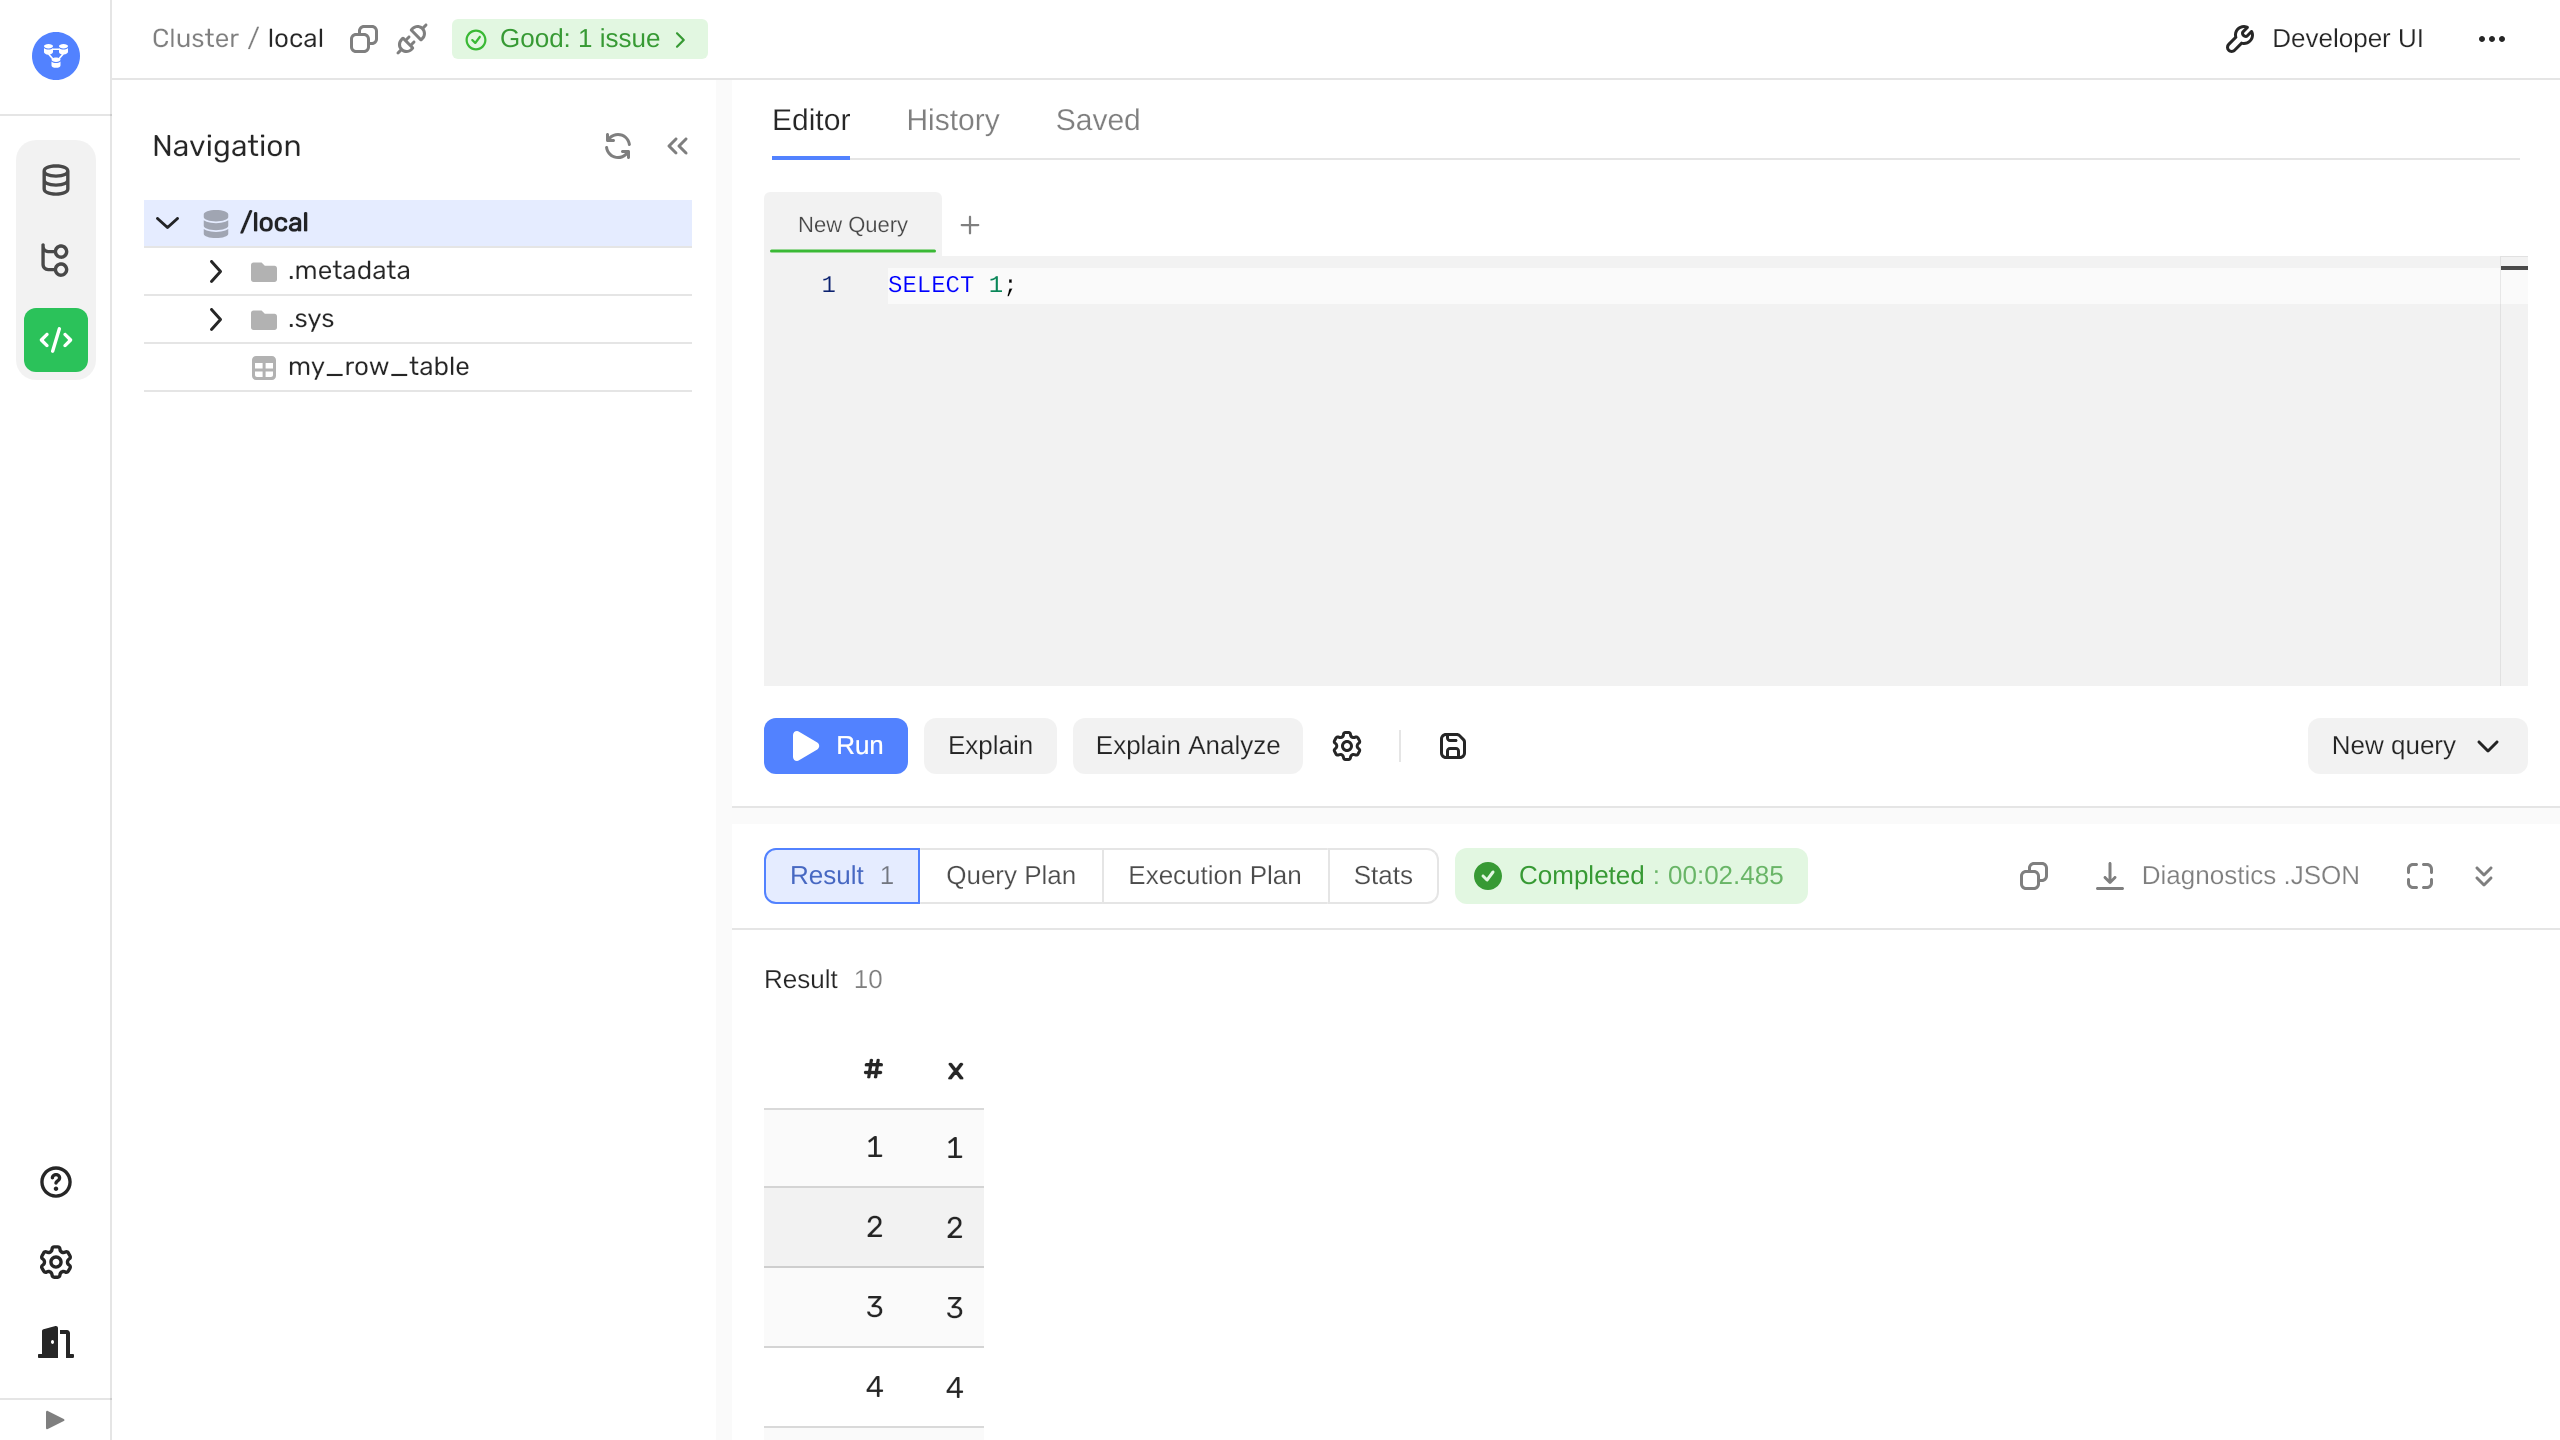 Cluster / local
Good: 1 issue
Developer UI
Navigation
/local
.metadata
.sys
my_row_table
Editor History Saved
New Query
1 SELECT 1;
Run Explain Explain Analyze New query
Result 1 Query Plan Execution Plan Stats Completed : 00:02.485 Diagnostics .JSON
Result 10
# x
1 1
2 2
3 3
4 4